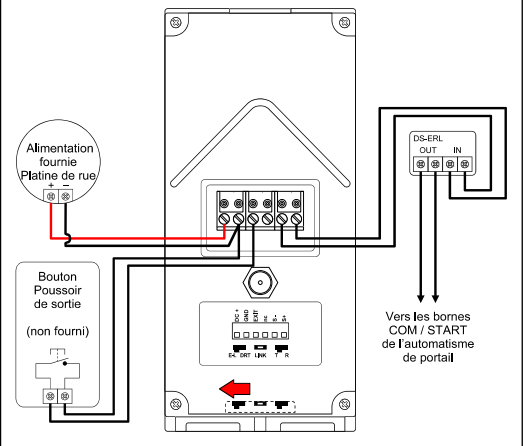 Alimentation
fournie
Platine de rue
+ –
DS-ERL
OUT IN
Bouton
Poussoir
de sortie
(non fourni)
DC +
GND
EXIT
nc
S -
S+
E-L DRT LINK T R
Vers les bornes
COM / START
de l'automatisme
de portail